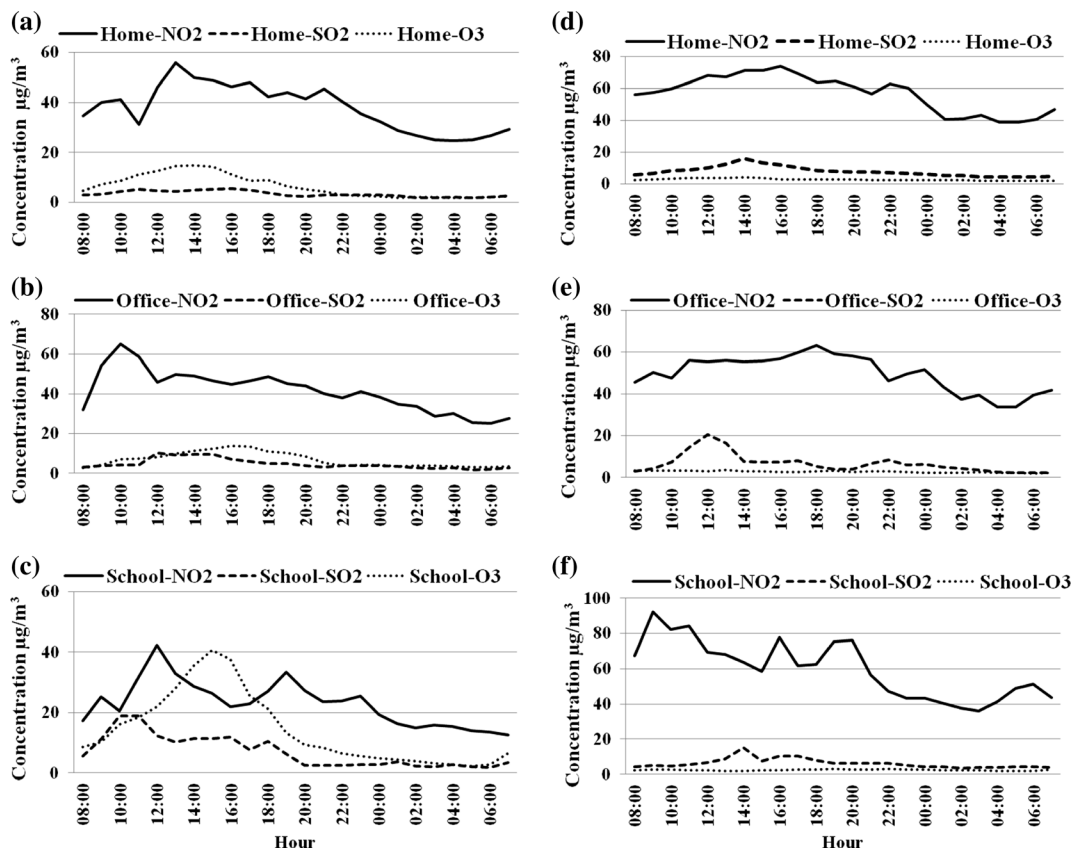 (a)
Home-NO2 Home-SO2 Home-O3
Concentration µg/m³
60
40
20
0
08:00 10:00 12:00 14:00 16:00 18:00 20:00 22:00 00:00 02:00 04:00 06:00
(d)
Home-NO2 Home-SO2 Home-O3
Concentration µg/m³
80
60
40
20
0
08:00 10:00 12:00 14:00 16:00 18:00 20:00 22:00 00:00 02:00 04:00 06:00
(b)
Office-NO2 Office-SO2 Office-O3
Concentration µg/m³
80
60
40
20
0
08:00 10:00 12:00 14:00 16:00 18:00 20:00 22:00 00:00 02:00 04:00 06:00
(e)
Office-NO2 Office-SO2 Office-O3
Concentration µg/m³
80
60
40
20
0
08:00 10:00 12:00 14:00 16:00 18:00 20:00 22:00 00:00 02:00 04:00 06:00
(c)
School-NO2 School-SO2 School-O3
Concentration µg/m³
60
40
20
0
08:00 10:00 12:00 14:00 16:00 18:00 20:00 22:00 00:00 02:00 04:00 06:00
Hour
(f)
School-NO2 School-SO2 School-O3
Concentration µg/m³
100
80
60
40
20
0
08:00 10:00 12:00 14:00 16:00 18:00 20:00 22:00 00:00 02:00 04:00 06:00
Hour